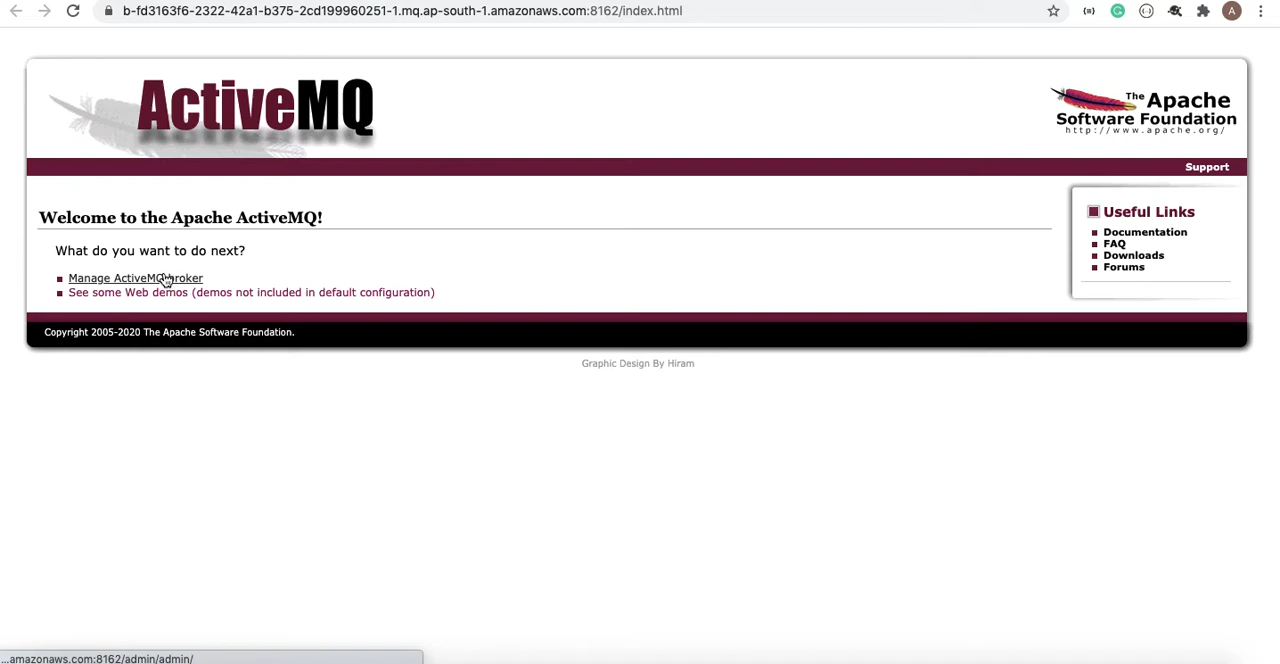 b-fd3163f6-2322-42a1-b375-2cd199960251-1.mq.ap-south-1.amazonaws.com:8162/index.html
A
ActiveMQ
The Apache
Software Foundation
http://www.apache.org/
Support
Welcome to the Apache ActiveMQ!
What do you want to do next?
Manage ActiveMQ broker
See some Web demos (demos not included in default configuration)
Useful Links
Documentation
FAQ
Downloads
Forums
Copyright 2005-2020 The Apache Software Foundation.
Graphic Design By Hiram
...amazonaws.com:8162/admin/admin/